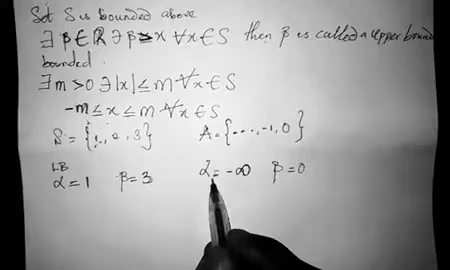 Set S is bounded above
∃ β ∈ ℝ ∋ β ≥ x ∀ x ∈ S then β is called a upper bound
bounded.
∃ m > 0 ∋ |x| ≤ m ∀ x ∈ S
-m ≤ x ≤ m ∀ x ∈ S
S = {1, 2, 3} A = {...., -1, 0}
LB
α = 1 β = 3 α = -∞ β = 0